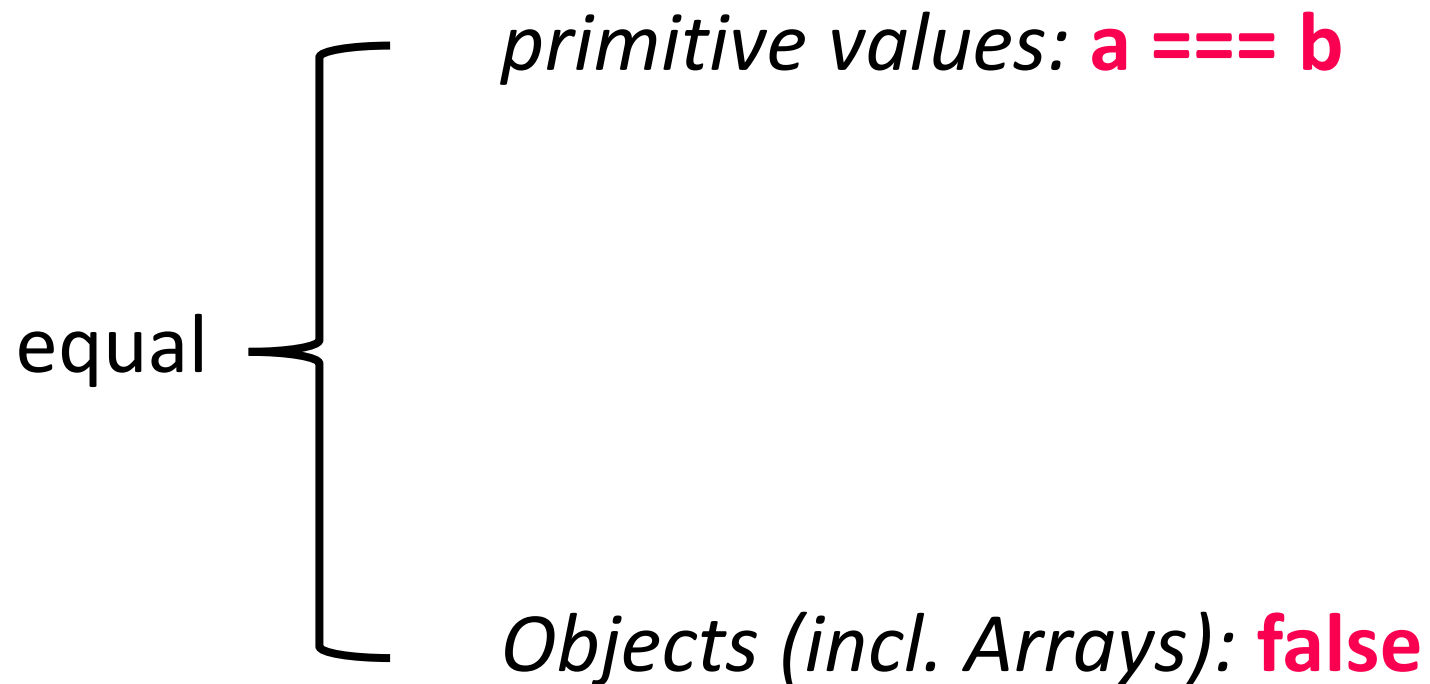 primitive values: a === b
equal
Objects (incl. Arrays): false